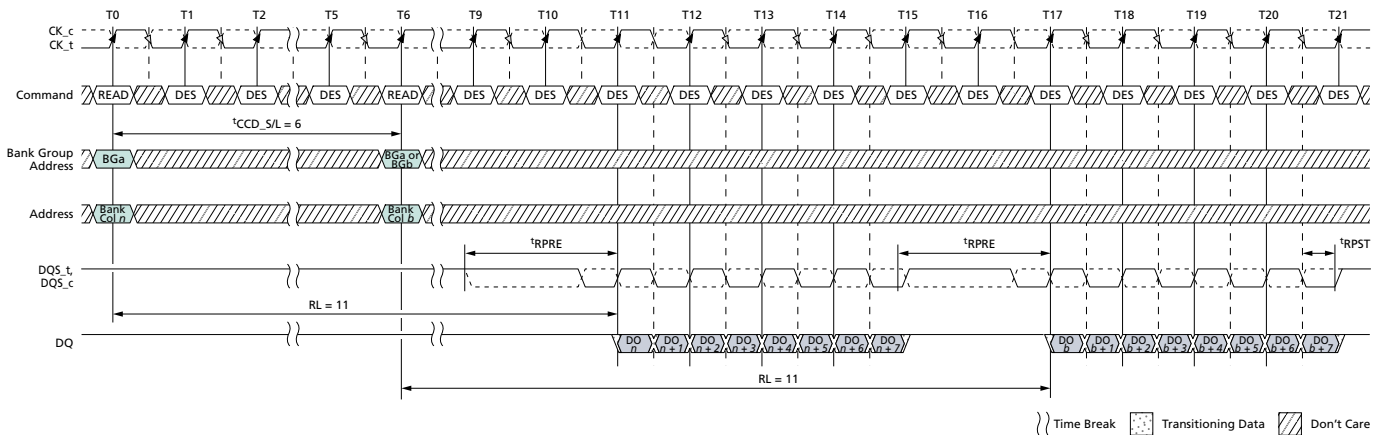 T0 T1 T2 T5 T6 T9 T10 T11 T12 T13 T14 T15 T16 T17 T18 T19 T20 T21
CK_c
CK_t
Command READ DES DES DES READ DES DES DES DES DES DES DES DES DES DES DES DES DES
tCCD_S/L = 6
Bank Group
Address
BGa
BGa or
BGb
Address
Bank
Col n
Bank
Col b
tRPRE tRPRE tRPST
DQS_t,
DQS_c
RL = 11
DQ
DO
n
DO
n + 1
DO
n + 2
DO
n + 3
DO
n + 4
DO
n + 5
DO
n + 6
DO
n + 7
DO
b
DO
b + 1
DO
b + 2
DO
b + 3
DO
b + 4
DO
b + 5
DO
b + 6
DO
b + 7
RL = 11
Time Break Transitioning Data Don't Care